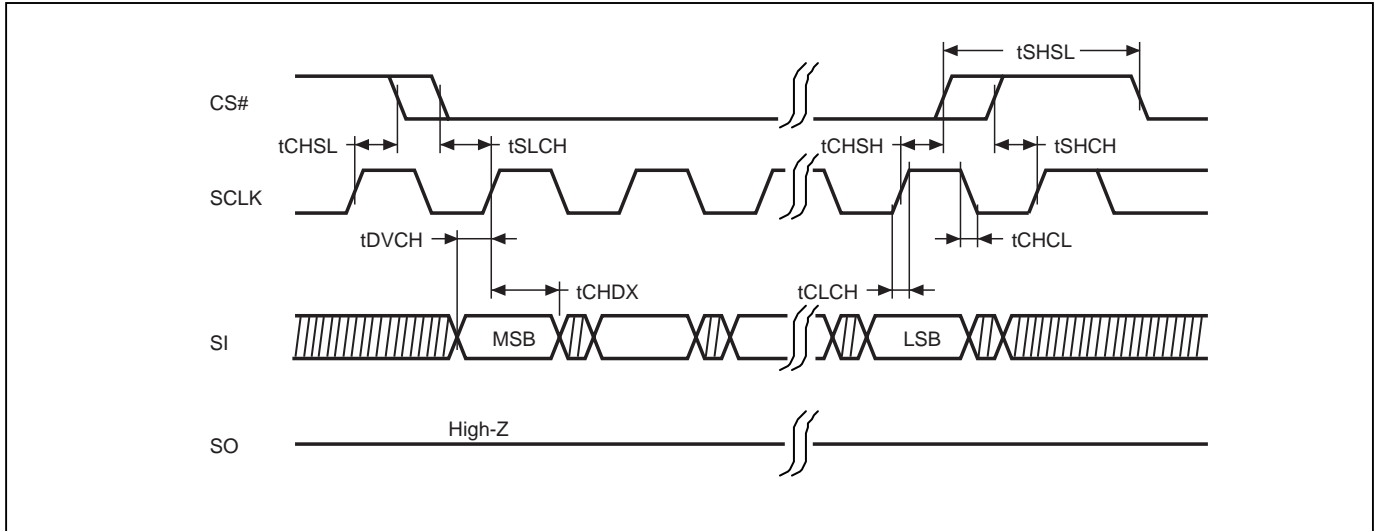 tSHSL
CS#
tCHSL
tSLCH
tCHSH
tSHCH
SCLK
tDVCH
tCHCL
tCHDX
tCLCH
SI
MSB
LSB
High-Z
SO